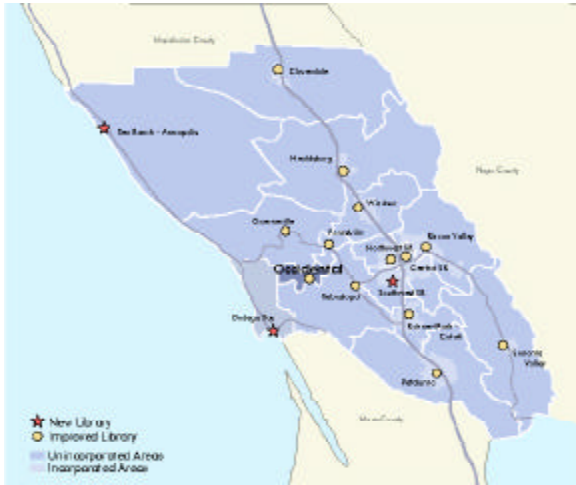 Mendocino County
Cloverdale
Sea Ranch - Annapolis
Healdsburg
Napa County
Windsor
Guerneville
Forestville
Rincon Valley
Northwest SR
Central SR
Occidental
Sebastopol
Southwest SR
Bodega Bay
Rohnert Park -
Cotati
Sonoma
Valley
Petaluma
Marin County
New Library
Improved Library
Unincorporated Areas
Incorporated Areas